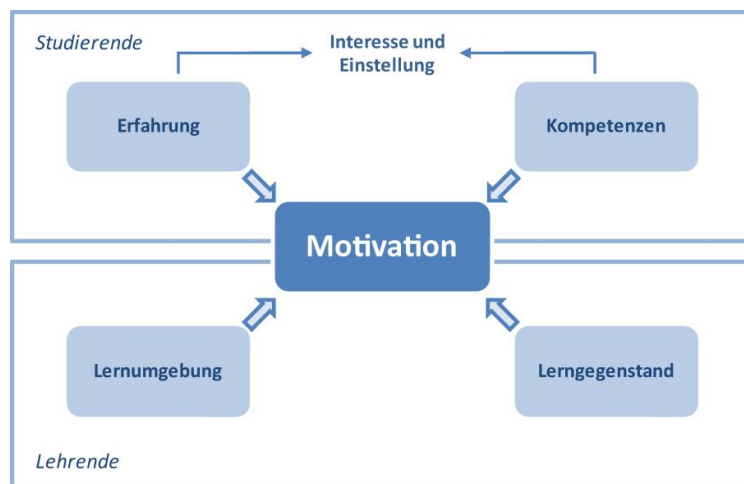 Studierende
Interesse und
Einstellung
Erfahrung
Kompetenzen
Motivation
Lernumgebung
Lerngegenstand
Lehrende